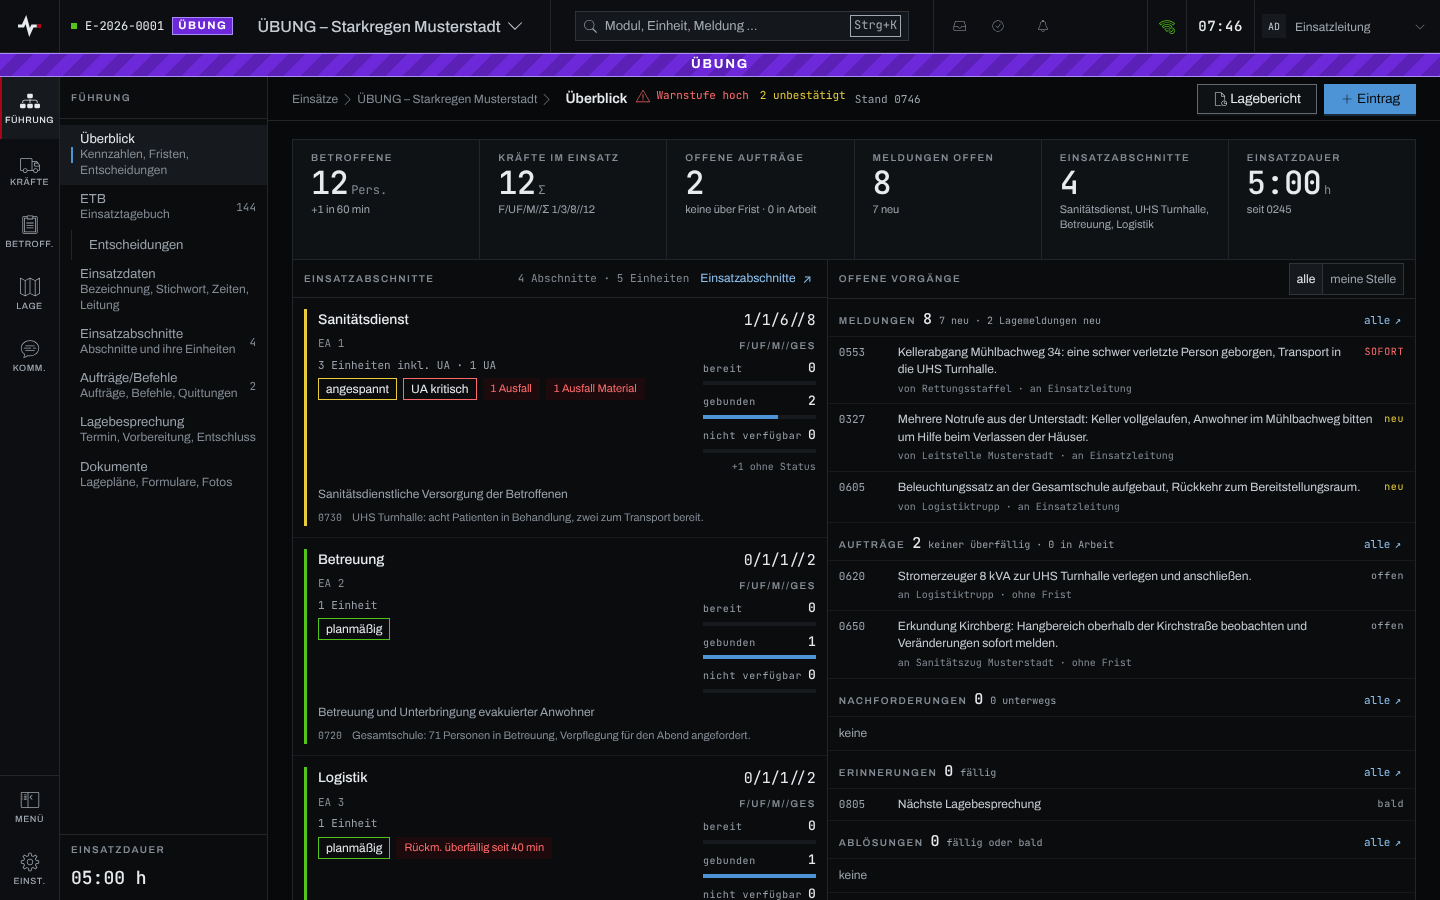 E-2026-0001 ÜBUNG ÜBUNG – Starkregen Musterstadt
Modul, Einheit, Meldung ... Strg+K
07:46 AD Einsatzleitung
ÜBUNG
FÜHRUNG
KRÄFTE
BETROFF.
LAGE
KOMM.
MENÜ
EINST.
FÜHRUNG
Überblick
Kennzahlen, Fristen,
Entscheidungen
ETB
Einsatztagebuch
144
Entscheidungen
Einsatzdaten
Bezeichnung, Stichwort, Zeiten,
Leitung
Einsatzabschnitte
Abschnitte und ihre Einheiten
4
Aufträge/Befehle
Aufträge, Befehle, Quittungen
2
Lagebesprechung
Termin, Vorbereitung, Entschluss
Dokumente
Lagepläne, Formulare, Fotos
EINSATZDAUER
05:00 h
Einsätze ÜBUNG – Starkregen Musterstadt Überblick Warnstufe hoch 2 unbestätigt Stand 0746
Lagebericht
+ Eintrag
BETROFFENE
12 Pers.
+1 in 60 min
KRÄFTE IM EINSATZ
12 Σ
F/UF/M//Σ 1/3/8//12
OFFENE AUFTRÄGE
2
keine über Frist · 0 in Arbeit
MELDUNGEN OFFEN
8
7 neu
EINSATZABSCHNITTE
4
Sanitätsdienst, UHS Turnhalle,
Betreuung, Logistik
EINSATZDAUER
5:00 h
seit 0245
EINSATZABSCHNITTE 4 Abschnitte · 5 Einheiten Einsatzabschnitte ↗
Sanitätsdienst 1/1/6//8
EA 1 F/UF/M//GES
3 Einheiten inkl. UA · 1 UA
angespannt UA kritisch 1 Ausfall 1 Ausfall Material
bereit 0
gebunden 2
nicht verfügbar 0
+1 ohne Status
Sanitätsdienstliche Versorgung der Betroffenen
0730 UHS Turnhalle: acht Patienten in Behandlung, zwei zum Transport bereit.
Betreuung 0/1/1//2
EA 2 F/UF/M//GES
1 Einheit
planmäßig
bereit 0
gebunden 1
nicht verfügbar 0
Betreuung und Unterbringung evakuierter Anwohner
0720 Gesamtschule: 71 Personen in Betreuung, Verpflegung für den Abend angefordert.
Logistik 0/1/1//2
EA 3 F/UF/M//GES
1 Einheit
planmäßig Rückm. überfällig seit 40 min
bereit 0
gebunden 1
nicht verfügbar 0
OFFENE VORGÄNGE alle meine Stelle
MELDUNGEN 8 7 neu · 2 Lagemeldungen neu alle ↗
0553 Kellerabgang Mühlbachweg 34: eine schwer verletzte Person geborgen, Transport in SOFORT
die UHS Turnhalle.
von Rettungsstaffel · an Einsatzleitung
0327 Mehrere Notrufe aus der Unterstadt: Keller vollgelaufen, Anwohner im Mühlbachweg bitten neu
um Hilfe beim Verlassen der Häuser.
von Leitstelle Musterstadt · an Einsatzleitung
0605 Beleuchtungssatz an der Gesamtschule aufgebaut, Rückkehr zum Bereitstellungsraum. neu
von Logistiktrupp · an Einsatzleitung
AUFTRÄGE 2 keiner überfällig · 0 in Arbeit alle ↗
0620 Stromerzeuger 8 kVA zur UHS Turnhalle verlegen und anschließen. offen
an Logistiktrupp · ohne Frist
0650 Erkundung Kirchberg: Hangbereich oberhalb der Kirchstraße beobachten und offen
Veränderungen sofort melden.
an Sanitätszug Musterstadt · ohne Frist
NACHFORDERUNGEN 0 0 unterwegs alle ↗
keine
ERINNERUNGEN 0 fällig alle ↗
0805 Nächste Lagebesprechung bald
ABLÖSUNGEN 0 fällig oder bald alle ↗
keine